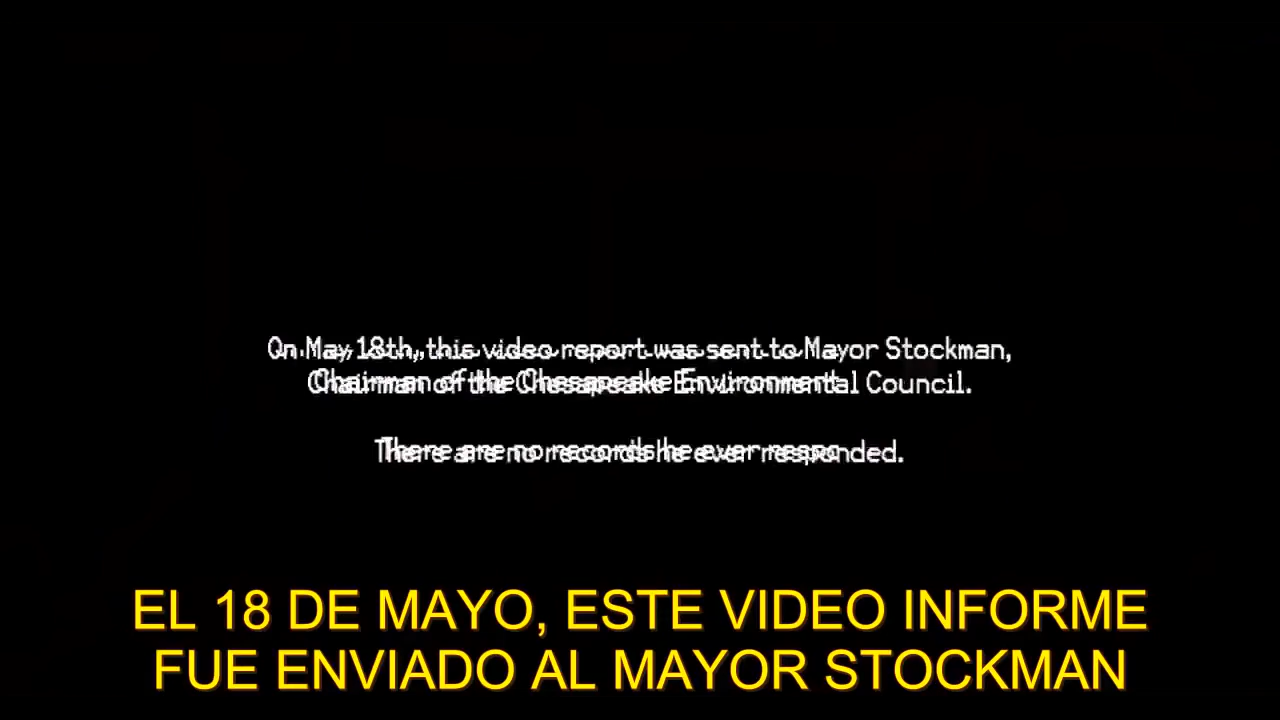 On May 18th, this video report was sent to Mayor Stockman,
Chairman of the Chesapeake Environmental Council.
There are no records he ever responded.
EL 18 DE MAYO, ESTE VIDEO INFORME
FUE ENVIADO AL MAYOR STOCKMAN